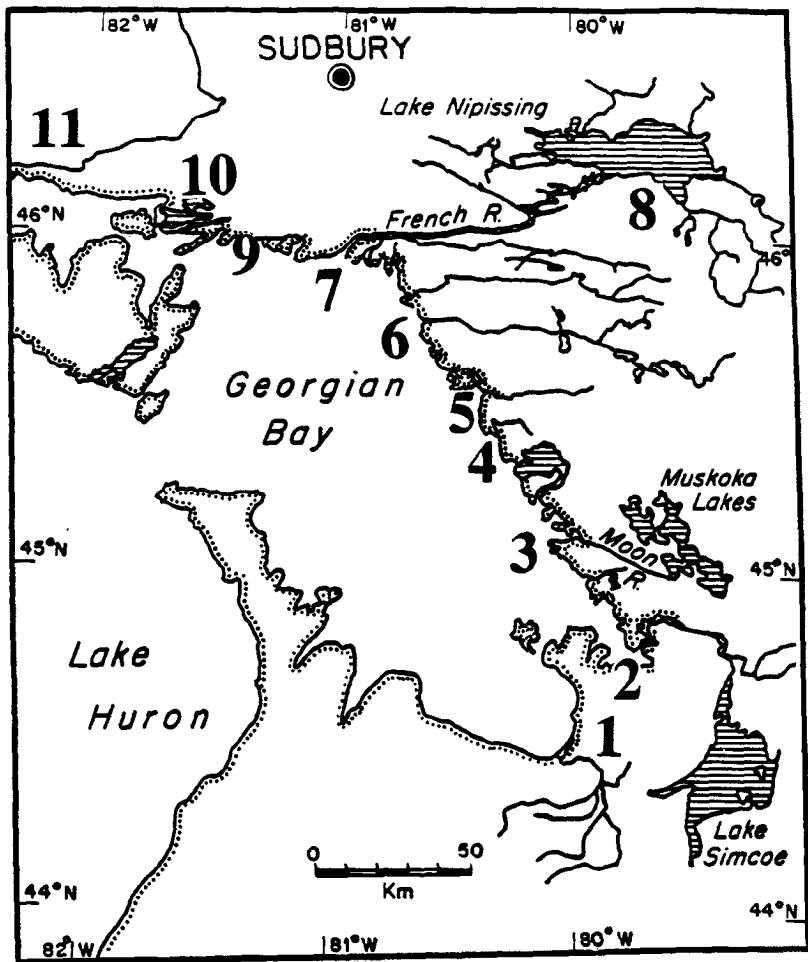 82°W
81°W
80°W
SUDBURY
Lake Nipissing
11
10
46°N
French R.
8
9
7
46°
6
Georgian
Bay
5
4
Muskoka
Lakes
3
Moon
R.
45°N
45°N
Lake
Huron
2
1
0 50
Km
Lake
Simcoe
44°N
44°N
82°W
81°W
80°W